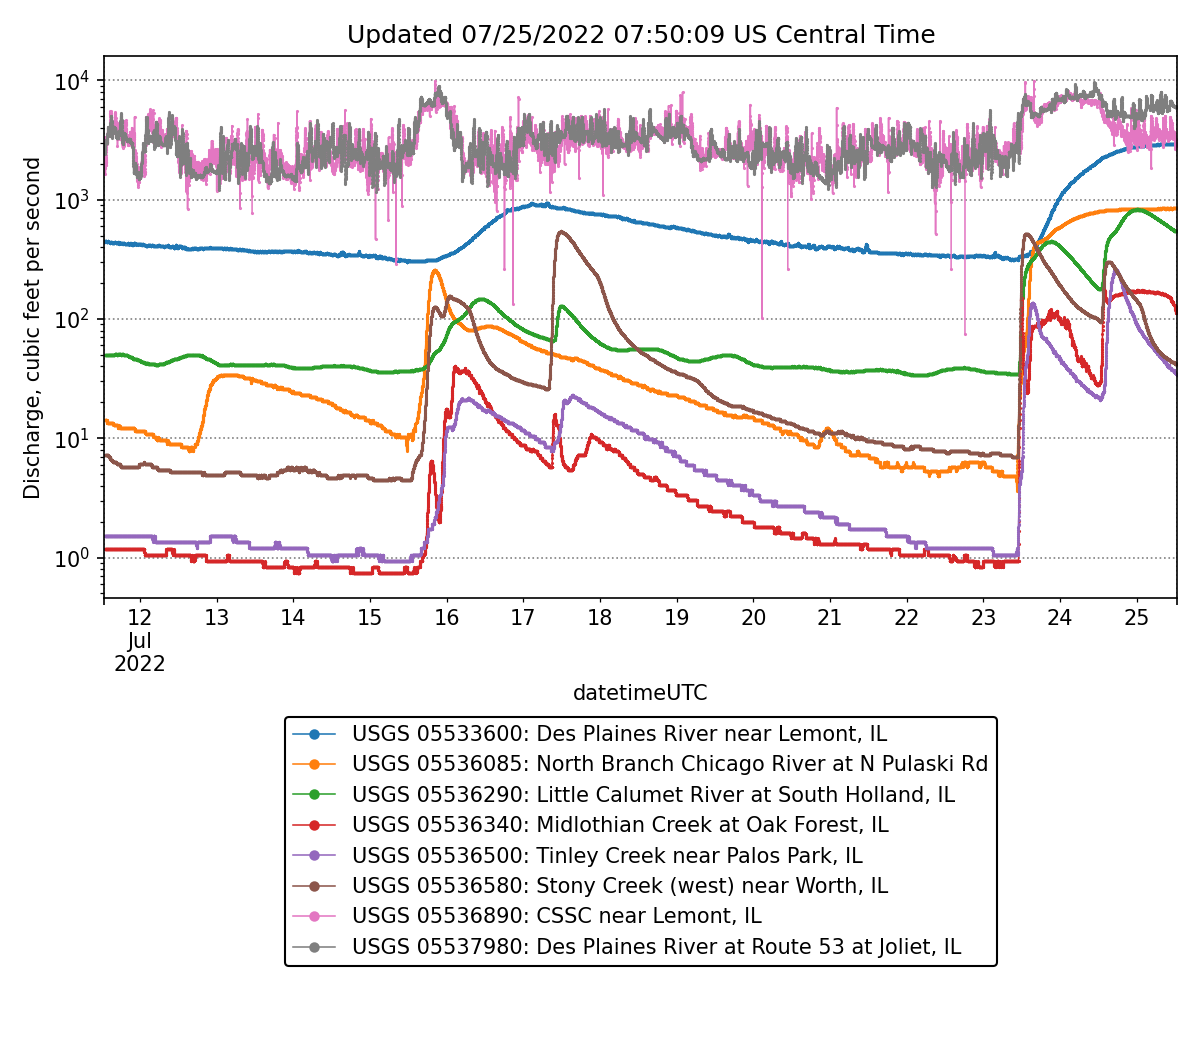 Updated 07/25/2022 07:50:09 US Central Time
Discharge, cubic feet per second
10^4
10^3
10^2
10^1
10^0
12 13 14 15 16 17 18 19 20 21 22 23 24 25
Jul
2022
datetimeUTC
USGS 05533600: Des Plaines River near Lemont, IL
USGS 05536085: North Branch Chicago River at N Pulaski Rd
USGS 05536290: Little Calumet River at South Holland, IL
USGS 05536340: Midlothian Creek at Oak Forest, IL
USGS 05536500: Tinley Creek near Palos Park, IL
USGS 05536580: Stony Creek (west) near Worth, IL
USGS 05536890: CSSC near Lemont, IL
USGS 05537980: Des Plaines River at Route 53 at Joliet, IL